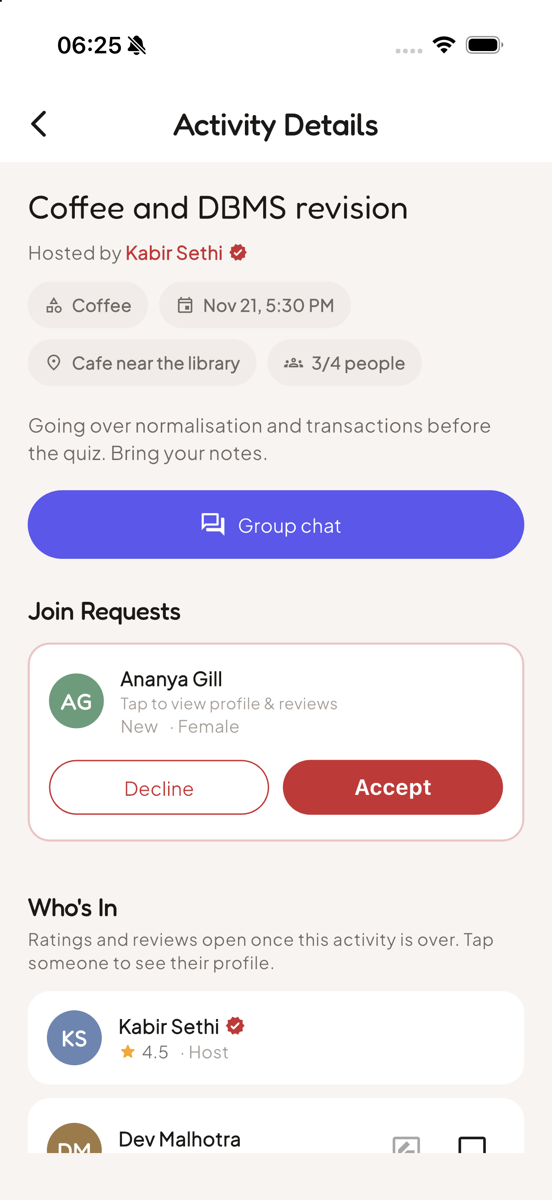 06:25
Activity Details
Coffee and DBMS revision
Hosted by Kabir Sethi
Coffee
Nov 21, 5:30 PM
Cafe near the library
3/4 people
Going over normalisation and transactions before
the quiz. Bring your notes.
Group chat
Join Requests
AG
Ananya Gill
Tap to view profile & reviews
New · Female
Decline
Accept
Who's In
Ratings and reviews open once this activity is over. Tap
someone to see their profile.
KS
Kabir Sethi
4.5 · Host
DM
Dev Malhotra